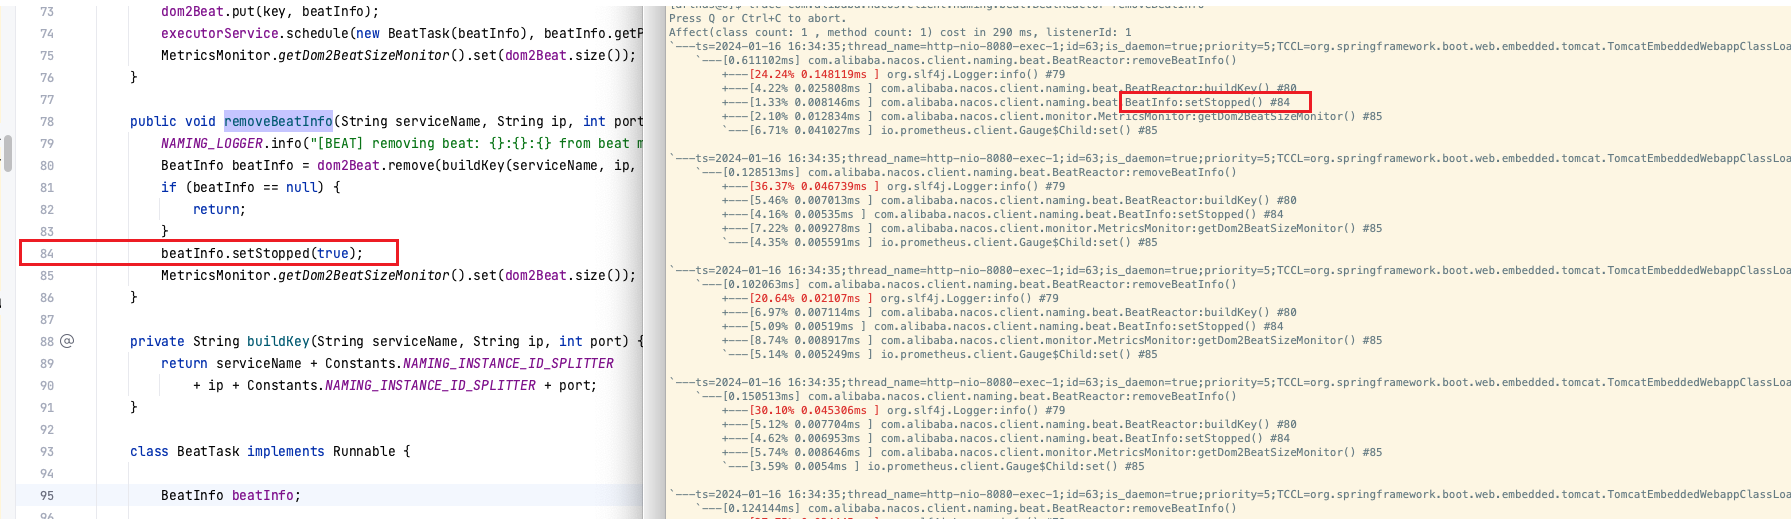 73 dom2Beat.put(key, beatInfo);
74 executorService.schedule(new BeatTask(beatInfo), beatInfo.getP
75 MetricsMonitor.getDom2BeatSizeMonitor().set(dom2Beat.size());
76 }
77
78 public void removeBeatInfo(String serviceName, String ip, int port
79 NAMING_LOGGER.info("[BEAT] removing beat: {}:{}:{} from beat m
80 BeatInfo beatInfo = dom2Beat.remove(buildKey(serviceName, ip,
81 if (beatInfo == null) {
82 return;
83 }
84 beatInfo.setStopped(true);
85 MetricsMonitor.getDom2BeatSizeMonitor().set(dom2Beat.size());
86 }
87
88 @ private String buildKey(String serviceName, String ip, int port) {
89 return serviceName + Constants.NAMING_INSTANCE_ID_SPLITTER
90 + ip + Constants.NAMING_INSTANCE_ID_SPLITTER + port;
91 }
92
93 class BeatTask implements Runnable {
94
95 BeatInfo beatInfo;
96
Press Q or Ctrl+C to abort.
Affect(class count: 1 , method count: 1) cost in 290 ms, listenerId: 1
`---ts=2024-01-16 16:34:35;thread_name=http-nio-8080-exec-1;id=63;is_daemon=true;priority=5;TCCL=org.springframework.boot.web.embedded.tomcat.TomcatEmbeddedWebappClassLoa
`---[0.611102ms] com.alibaba.nacos.client.naming.beat.BeatReactor:removeBeatInfo()
+---[24.24% 0.148119ms ] org.slf4j.Logger:info() #79
+---[4.22% 0.025808ms ] com.alibaba.nacos.client.naming.beat.BeatReactor:buildKey() #80
+---[1.33% 0.008146ms ] com.alibaba.nacos.client.naming.beat.BeatInfo:setStopped() #84
+---[2.10% 0.012834ms ] com.alibaba.nacos.client.monitor.MetricsMonitor:getDom2BeatSizeMonitor() #85
`---[6.71% 0.041027ms ] io.prometheus.client.Gauge$Child:set() #85
`---ts=2024-01-16 16:34:35;thread_name=http-nio-8080-exec-1;id=63;is_daemon=true;priority=5;TCCL=org.springframework.boot.web.embedded.tomcat.TomcatEmbeddedWebappClassLoa
`---[0.128513ms] com.alibaba.nacos.client.naming.beat.BeatReactor:removeBeatInfo()
+---[36.37% 0.046739ms ] org.slf4j.Logger:info() #79
+---[5.46% 0.007013ms ] com.alibaba.nacos.client.naming.beat.BeatReactor:buildKey() #80
+---[4.16% 0.00535ms ] com.alibaba.nacos.client.naming.beat.BeatInfo:setStopped() #84
+---[7.22% 0.009278ms ] com.alibaba.nacos.client.monitor.MetricsMonitor:getDom2BeatSizeMonitor() #85
`---[4.35% 0.005591ms ] io.prometheus.client.Gauge$Child:set() #85
`---ts=2024-01-16 16:34:35;thread_name=http-nio-8080-exec-1;id=63;is_daemon=true;priority=5;TCCL=org.springframework.boot.web.embedded.tomcat.TomcatEmbeddedWebappClassLoa
`---[0.102063ms] com.alibaba.nacos.client.naming.beat.BeatReactor:removeBeatInfo()
+---[20.64% 0.02107ms ] org.slf4j.Logger:info() #79
+---[6.97% 0.007114ms ] com.alibaba.nacos.client.naming.beat.BeatReactor:buildKey() #80
+---[5.09% 0.00519ms ] com.alibaba.nacos.client.naming.beat.BeatInfo:setStopped() #84
+---[8.74% 0.008917ms ] com.alibaba.nacos.client.monitor.MetricsMonitor:getDom2BeatSizeMonitor() #85
`---[5.14% 0.005249ms ] io.prometheus.client.Gauge$Child:set() #85
`---ts=2024-01-16 16:34:35;thread_name=http-nio-8080-exec-1;id=63;is_daemon=true;priority=5;TCCL=org.springframework.boot.web.embedded.tomcat.TomcatEmbeddedWebappClassLoa
`---[0.150513ms] com.alibaba.nacos.client.naming.beat.BeatReactor:removeBeatInfo()
+---[30.10% 0.045306ms ] org.slf4j.Logger:info() #79
+---[5.12% 0.007704ms ] com.alibaba.nacos.client.naming.beat.BeatReactor:buildKey() #80
+---[4.62% 0.006953ms ] com.alibaba.nacos.client.naming.beat.BeatInfo:setStopped() #84
+---[5.74% 0.008646ms ] com.alibaba.nacos.client.monitor.MetricsMonitor:getDom2BeatSizeMonitor() #85
`---[3.59% 0.0054ms ] io.prometheus.client.Gauge$Child:set() #85
`---ts=2024-01-16 16:34:35;thread_name=http-nio-8080-exec-1;id=63;is_daemon=true;priority=5;TCCL=org.springframework.boot.web.embedded.tomcat.TomcatEmbeddedWebappClassLoa
`---[0.124144ms] com.alibaba.nacos.client.naming.beat.BeatReactor:removeBeatInfo()